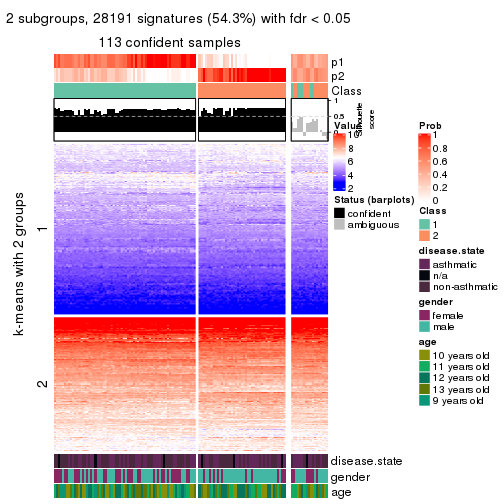 2 subgroups, 28191 signatures (54.3%) with fdr < 0.05
113 confident samples
p1
p2
Class
1
0.5
0
Silhouette
score
k-means with 2 groups
1
2
disease.state
gender
age
Value
10
8
6
4
2
Status (barplots)
confident
ambiguous
Prob
1
0.8
0.6
0.4
0.2
0
Class
1
2
disease.state
asthmatic
n/a
non-asthmatic
gender
female
male
age
10 years old
11 years old
12 years old
13 years old
9 years old